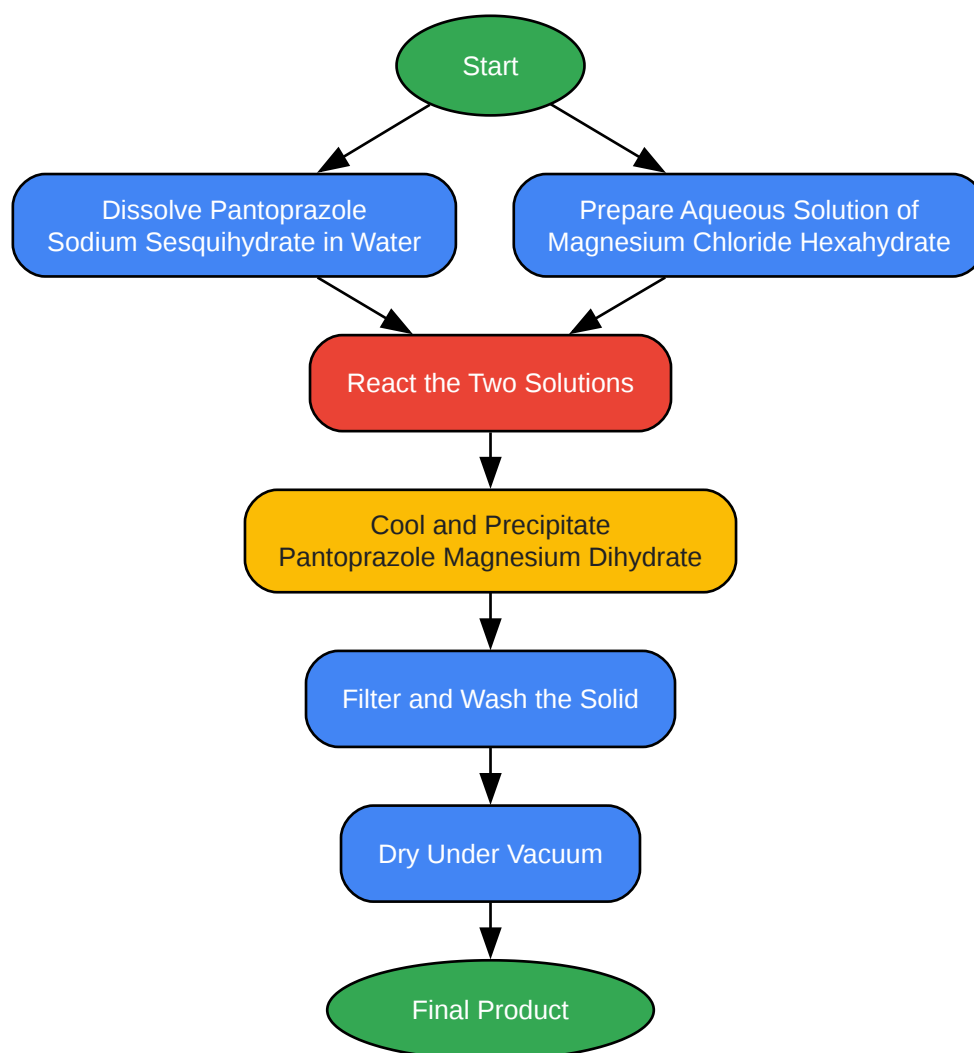 Start
Dissolve Pantoprazole
Sodium Sesquihydrate in Water
Prepare Aqueous Solution of
Magnesium Chloride Hexahydrate
React the Two Solutions
Cool and Precipitate
Pantoprazole Magnesium Dihydrate
Filter and Wash the Solid
Dry Under Vacuum
Final Product